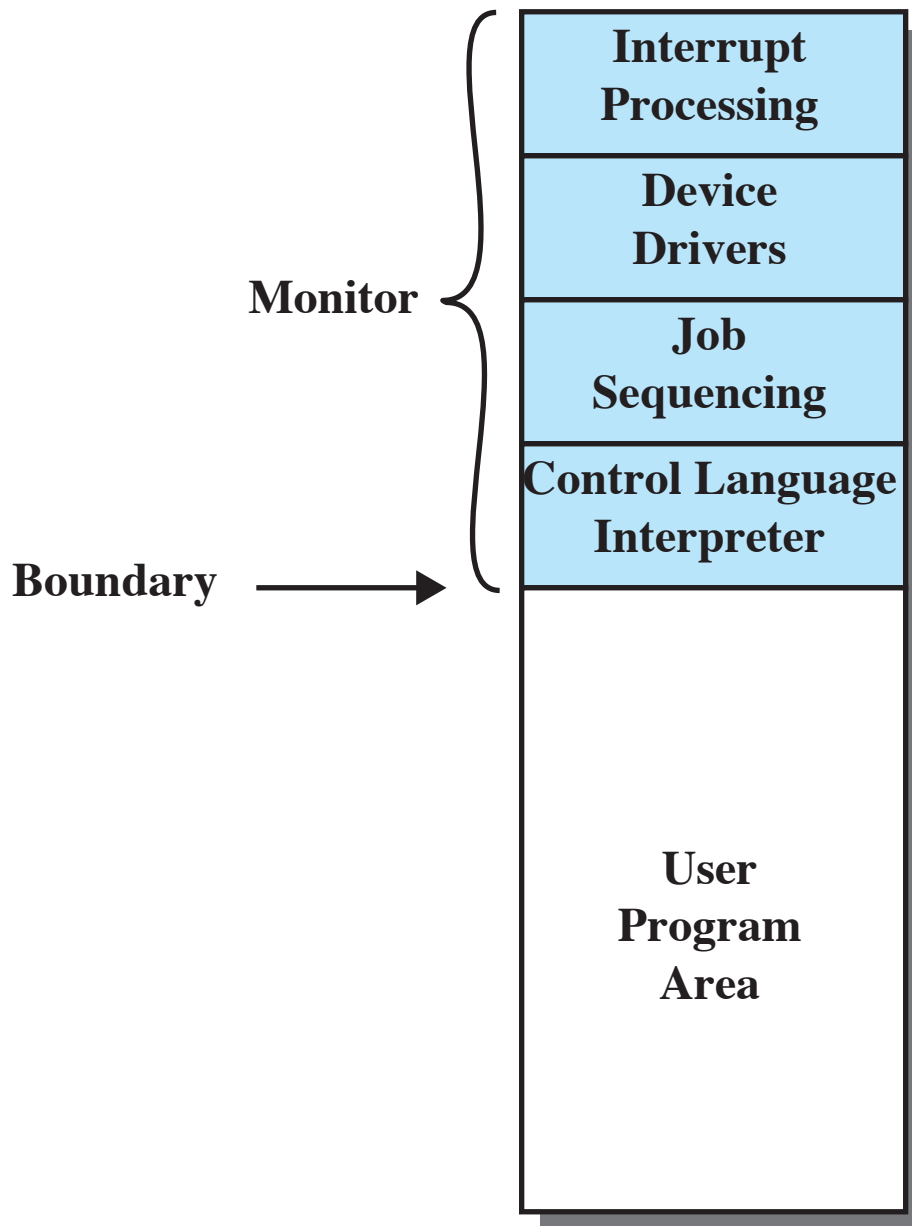 Interrupt
Processing
Device
Drivers
Monitor
Job
Sequencing
Control Language
Interpreter
Boundary
User
Program
Area